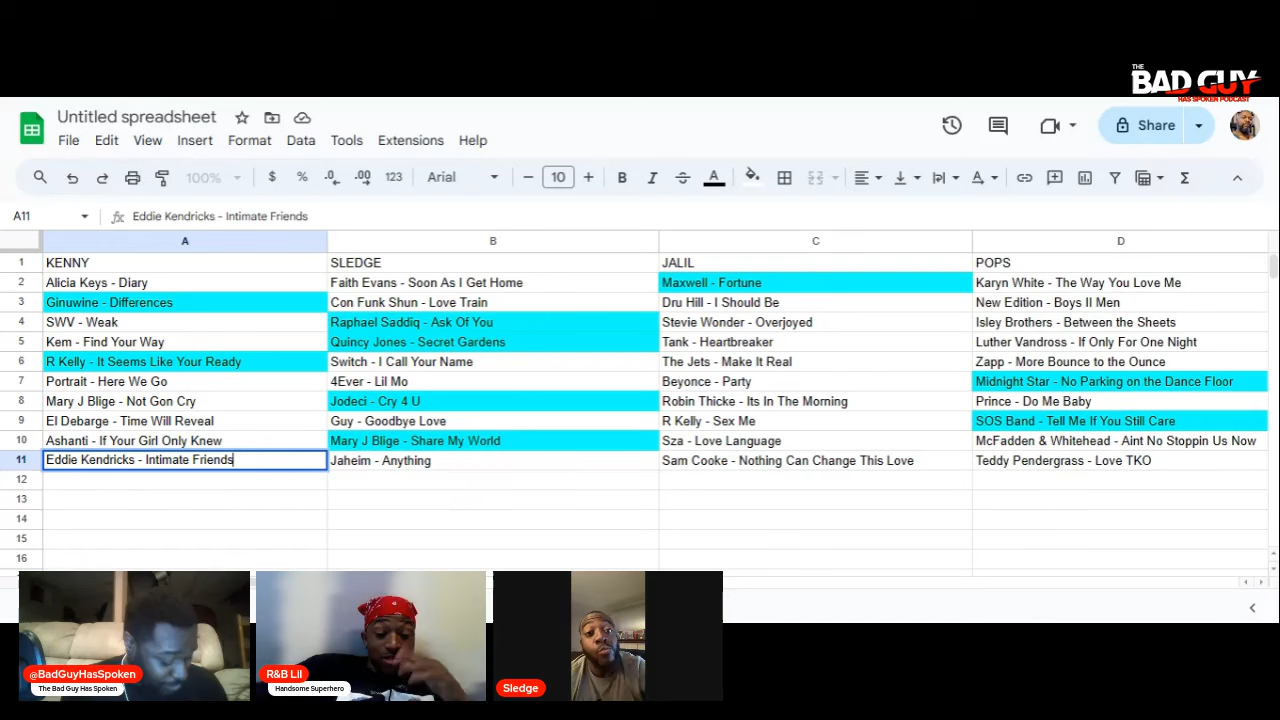 THE
BAD GUY
HAS SPOKEN PODCAST
Untitled spreadsheet
File Edit View Insert Format Data Tools Extensions Help
Share
100% $ % .0 .00 123 Arial 10 B I S A Σ
A11 fx Eddie Kendricks - Intimate Friends
A B C D
1 KENNY SLEDGE JALIL POPS
2 Alicia Keys - Diary Faith Evans - Soon As I Get Home Maxwell - Fortune Karyn White - The Way You Love Me
3 Ginuwine - Differences Con Funk Shun - Love Train Dru Hill - I Should Be New Edition - Boys II Men
4 SWV - Weak Raphael Saddiq - Ask Of You Stevie Wonder - Overjoyed Isley Brothers - Between the Sheets
5 Kem - Find Your Way Quincy Jones - Secret Gardens Tank - Heartbreaker Luther Vandross - If Only For One Night
6 R Kelly - It Seems Like Your Ready Switch - I Call Your Name The Jets - Make It Real Zapp - More Bounce to the Ounce
7 Portrait - Here We Go 4Ever - Lil Mo Beyonce - Party Midnight Star - No Parking on the Dance Floor
8 Mary J Blige - Not Gon Cry Jodeci - Cry 4 U Robin Thicke - Its In The Morning Prince - Do Me Baby
9 El Debarge - Time Will Reveal Guy - Goodbye Love R Kelly - Sex Me SOS Band - Tell Me If You Still Care
10 Ashanti - If Your Girl Only Knew Mary J Blige - Share My World Sza - Love Language McFadden & Whitehead - Aint No Stoppin Us Now
11 Eddie Kendricks - Intimate Friends Jaheim - Anything Sam Cooke - Nothing Can Change This Love Teddy Pendergrass - Love TKO
12
13
14
15
16
@BadGuyHasSpoken
The Bad Guy Has Spoken
R&B Lil
Handsome Superhero
Sledge